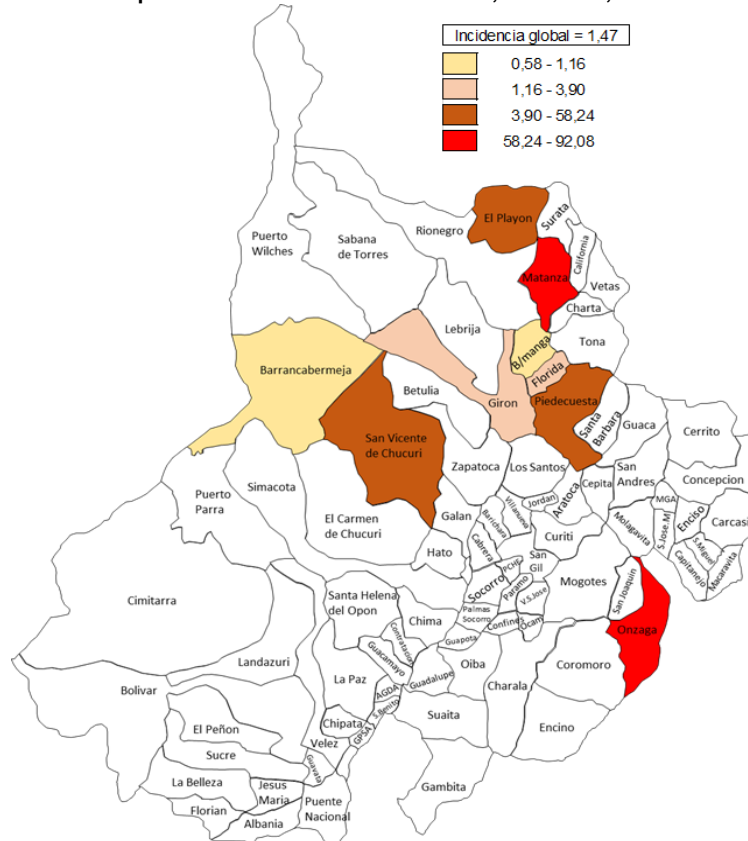 Incidencia global = 1,47
0,58 - 1,16
1,16 - 3,90
3,90 - 58,24
58,24 - 92,08
El Playon
Surata
Rionegro
Puerto
Wilches
Sabana
de Torres
California
Matanza
Vetas
Charta
Lebrija
B/manga
Tona
Barrancabermeja
Florida
Betulia
Giron
Piedecuesta
Santa
Barbara
Guaca
Cerrito
San Vicente
de Chucuri
Zapatoca
Los Santos
Cepita
San
Andres
Concepcion
Simacota
Puerto
Parra
El Carmen
de Chucuri
Galan
Barichara
Villanueva
Jordan
Aratoca
MGA
Molagavita
S.Jose.M
Enciso
Carcasi
Hato
Cabrera
Curiti
S.Miguel
Capitanejo
Macaravita
PCHE
San
Gil
Mogotes
San Joaquin
Cimitarra
Santa Helena
del Opon
Socorro
Paramo
V.S.Jose
Chima
Palmas
Socorro
Confines
Ocam
Onzaga
Contratacion
Guacamayo
Guapota
Landazuri
Oiba
Coromoro
Bolivar
La Paz
AGDA
Guadalupe
Charala
S.Benito
Chipata
GPSA
Suaita
Encino
El Peñon
Velez
Sucre
Guavata
La Belleza
Jesus
Maria
Gambita
Florian
Puente
Nacional
Albania